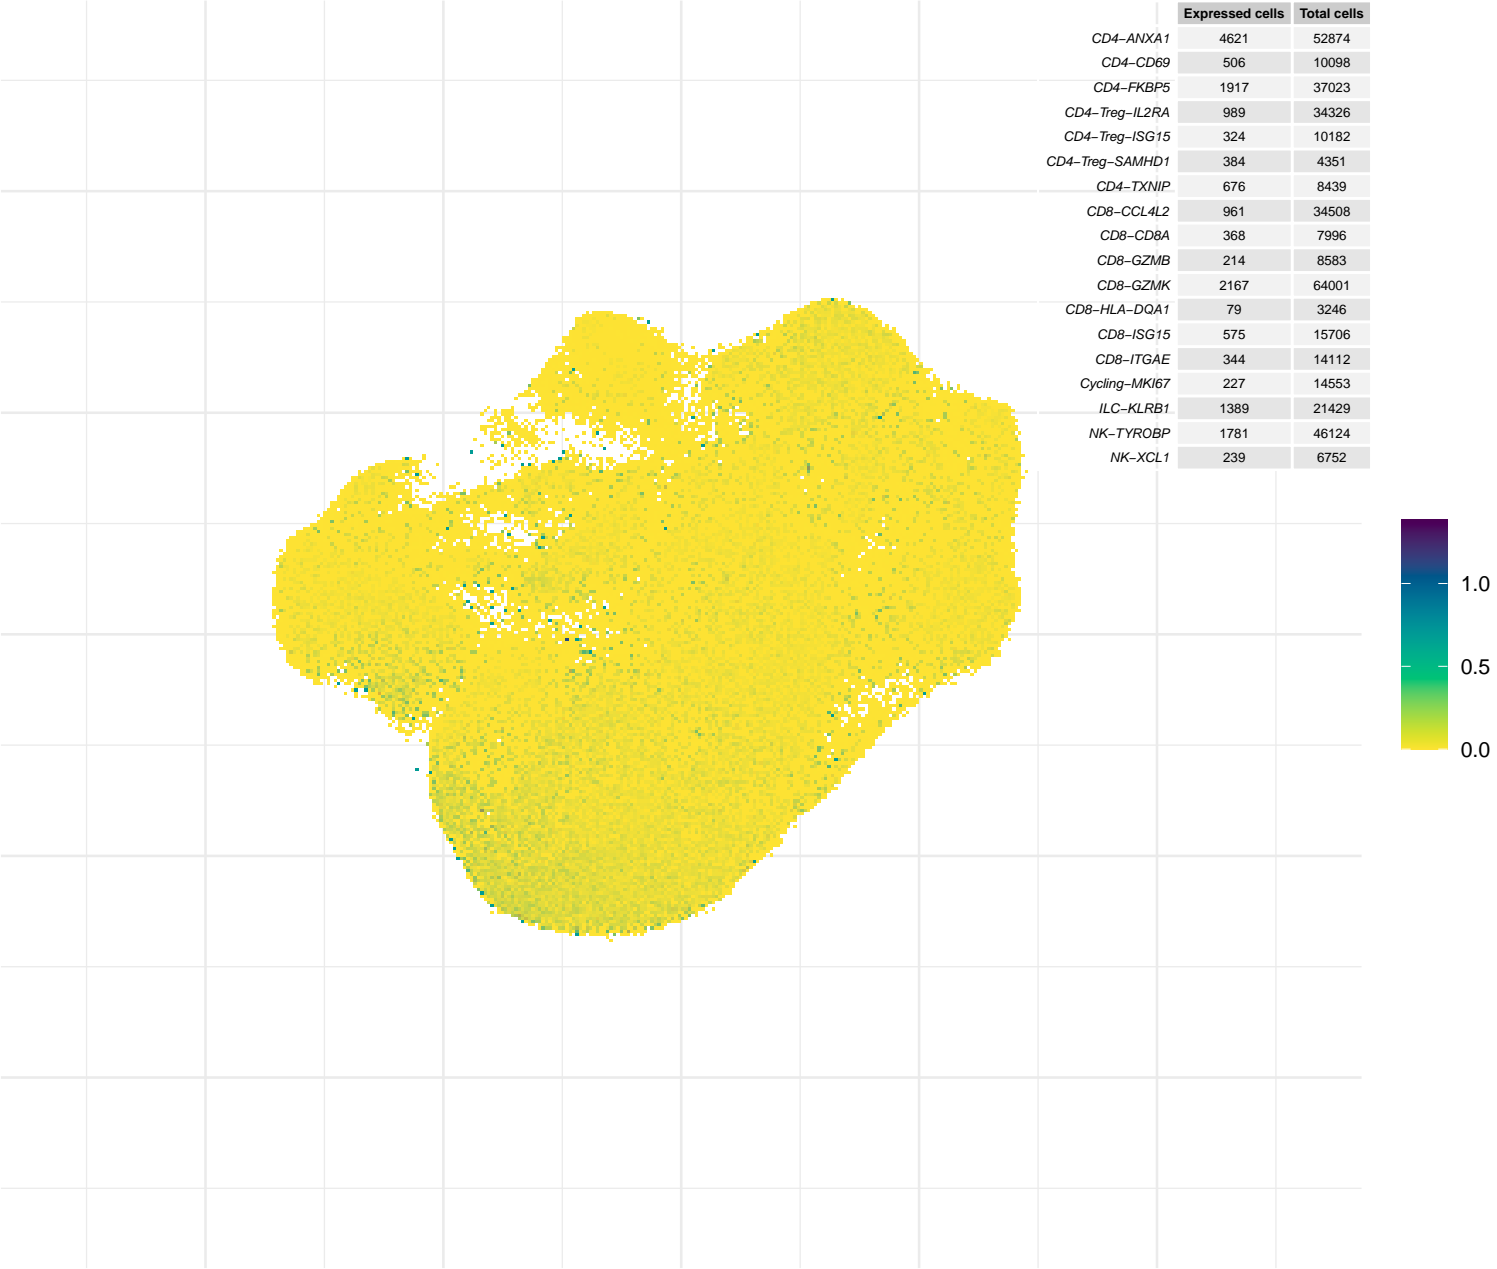 Expressed cells Total cells
CD4−ANXA1 4621 52874
CD4−CD69 506 10098
CD4−FKBP5 1917 37023
CD4−Treg−IL2RA 989 34326
CD4−Treg−ISG15 324 10182
CD4−Treg−SAMHD1 384 4351
CD4−TXNIP 676 8439
CD8−CCL4L2 961 34508
CD8−CD8A 368 7996
CD8−GZMB 214 8583
CD8−GZMK 2167 64001
CD8−HLA−DQA1 79 3246
CD8−ISG15 575 15706
CD8−ITGAE 344 14112
Cycling−MKI67 227 14553
ILC−KLRB1 1389 21429
NK−TYROBP 1781 46124
NK−XCL1 239 6752
1.0
0.5
0.0